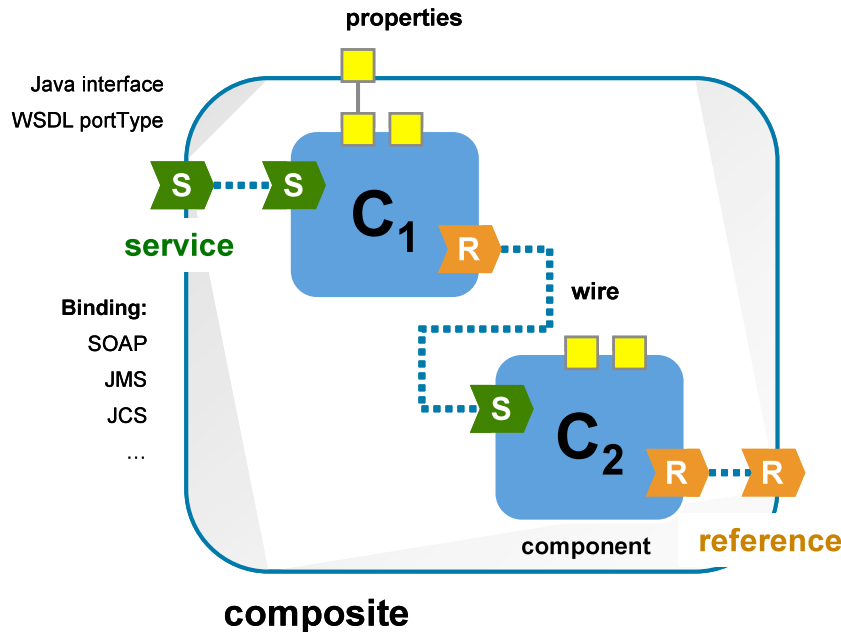 properties
Java interface
WSDL portType
S
S
C1
service
R
Binding:
wire
SOAP
JMS
S
JCS
C2
…
R
R
component
reference
composite